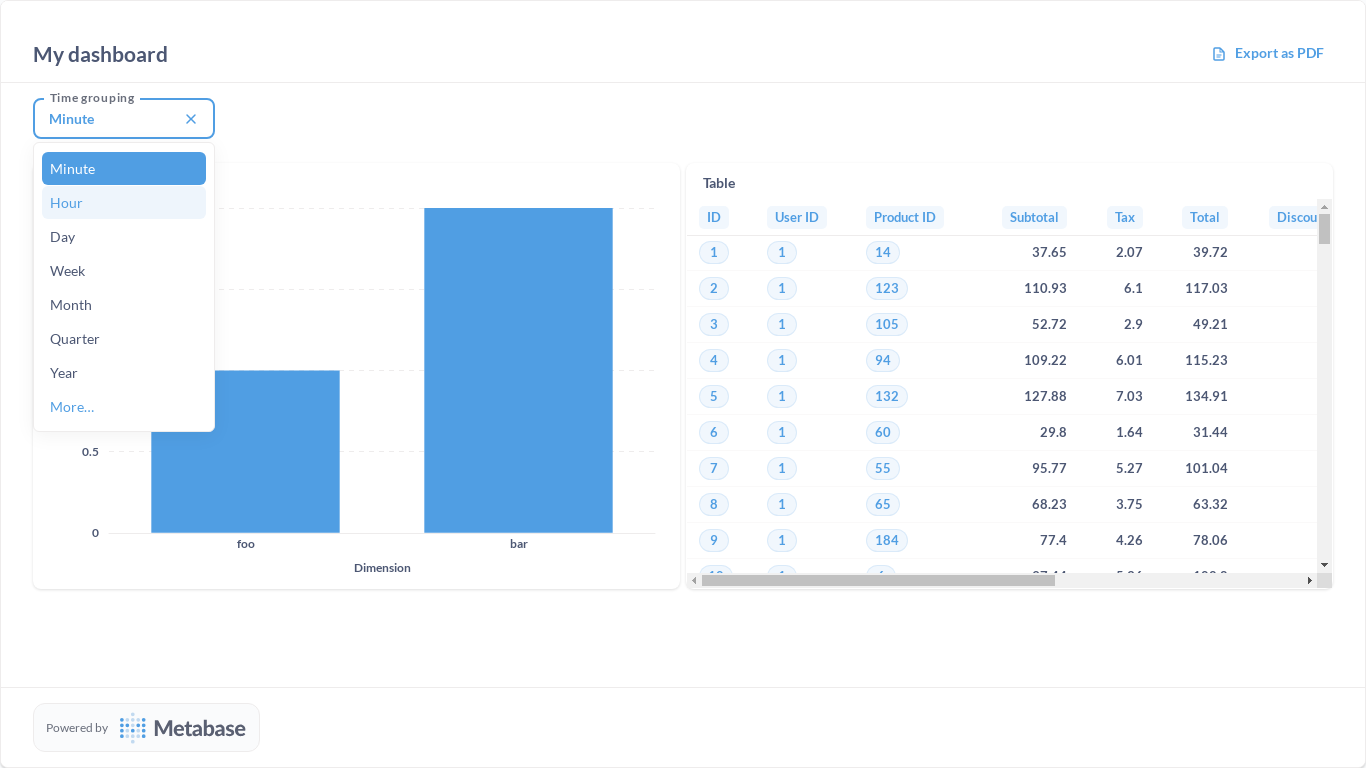 My dashboard
Export as PDF
Time grouping
Minute
Minute
Hour
Day
Week
Month
Quarter
Year
More...
0.5
0
foo
bar
Dimension
Table
ID User ID Product ID Subtotal Tax Total Discou
1 1 14 37.65 2.07 39.72
2 1 123 110.93 6.1 117.03
3 1 105 52.72 2.9 49.21
4 1 94 109.22 6.01 115.23
5 1 132 127.88 7.03 134.91
6 1 60 29.8 1.64 31.44
7 1 55 95.77 5.27 101.04
8 1 65 68.23 3.75 63.32
9 1 184 77.4 4.26 78.06
Powered by Metabase